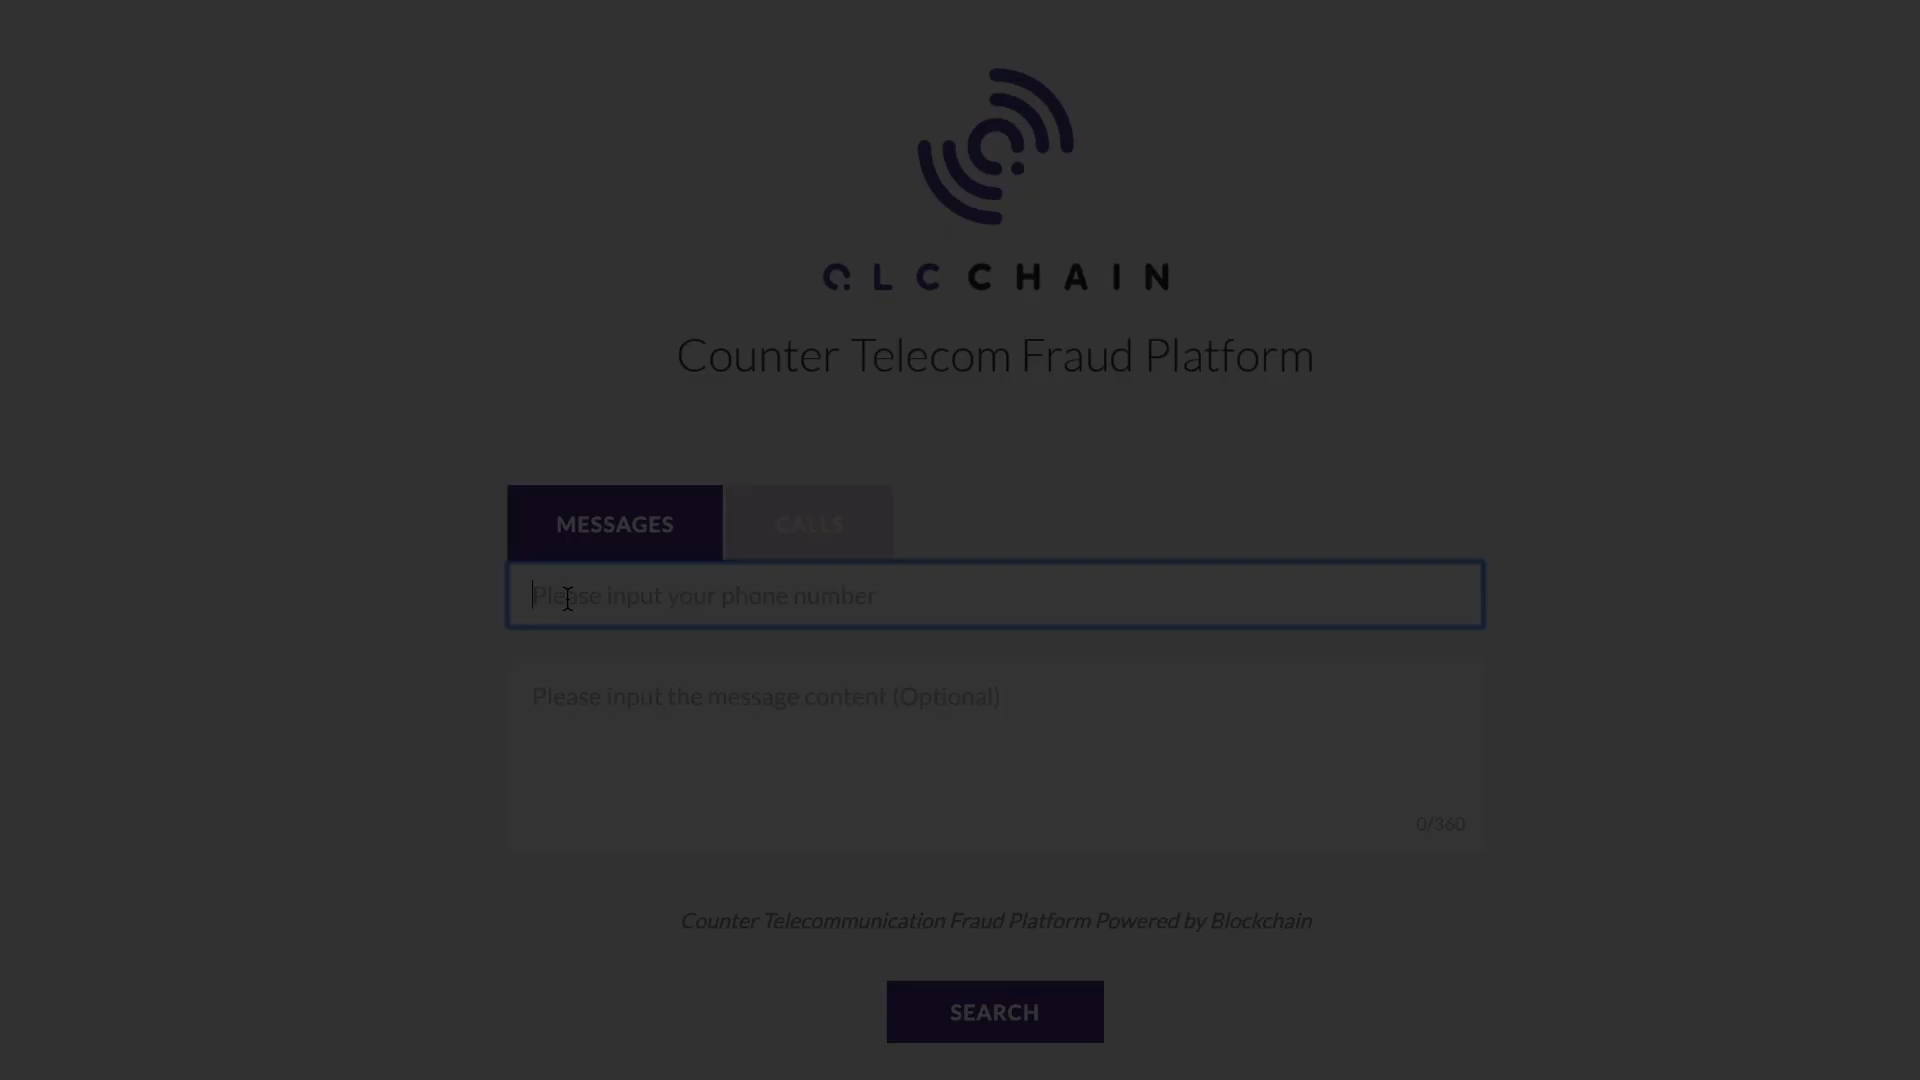 QLC CHAIN
Counter Telecom Fraud Platform
MESSAGES CALLS
Please input your phone number
Please input the message content (Optional)
0/360
Counter Telecommunication Fraud Platform Powered by Blockchain
SEARCH